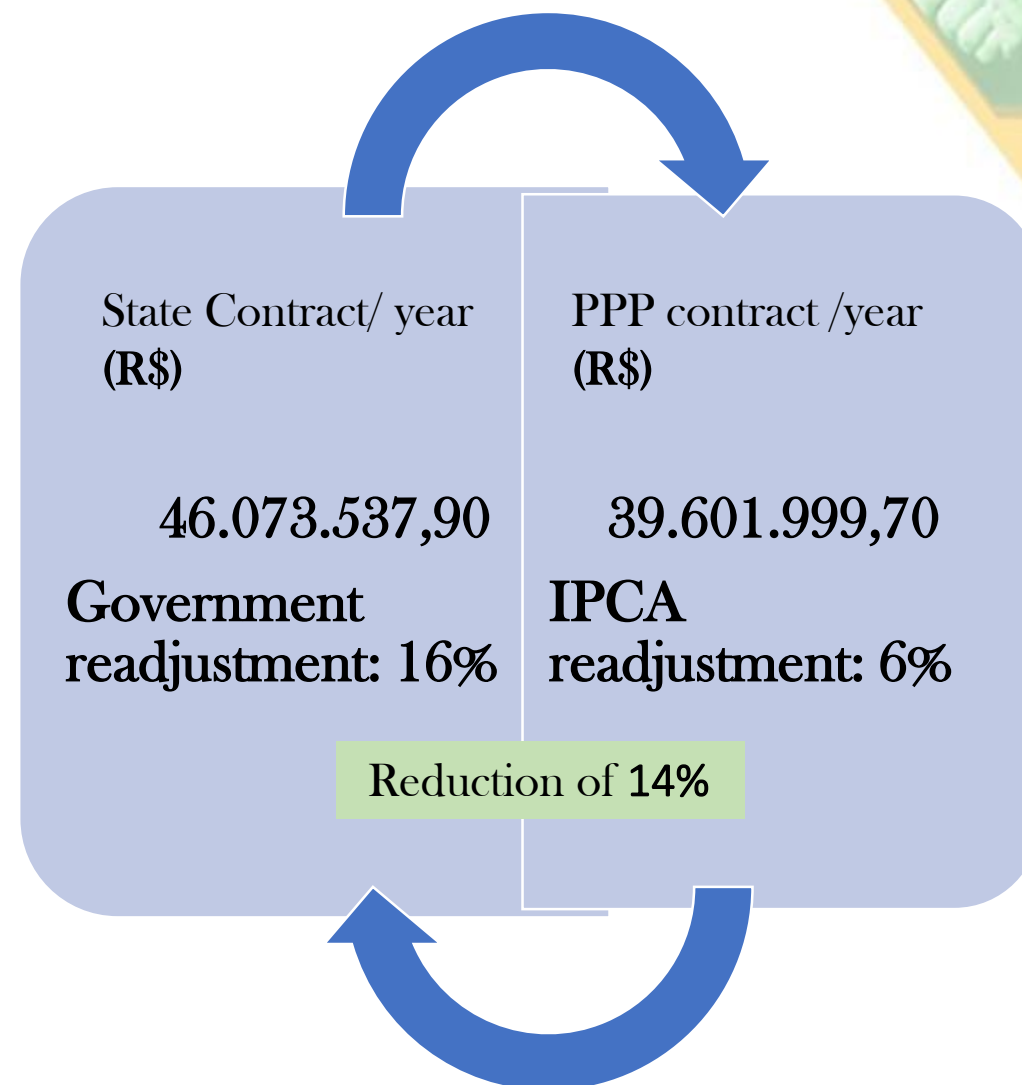 State Contract/ year
(R$)
46.073.537,90
Government
readjustment: 16%
PPP contract /year
(R$)
39.601.999,70
IPCA
readjustment: 6%
Reduction of 14%